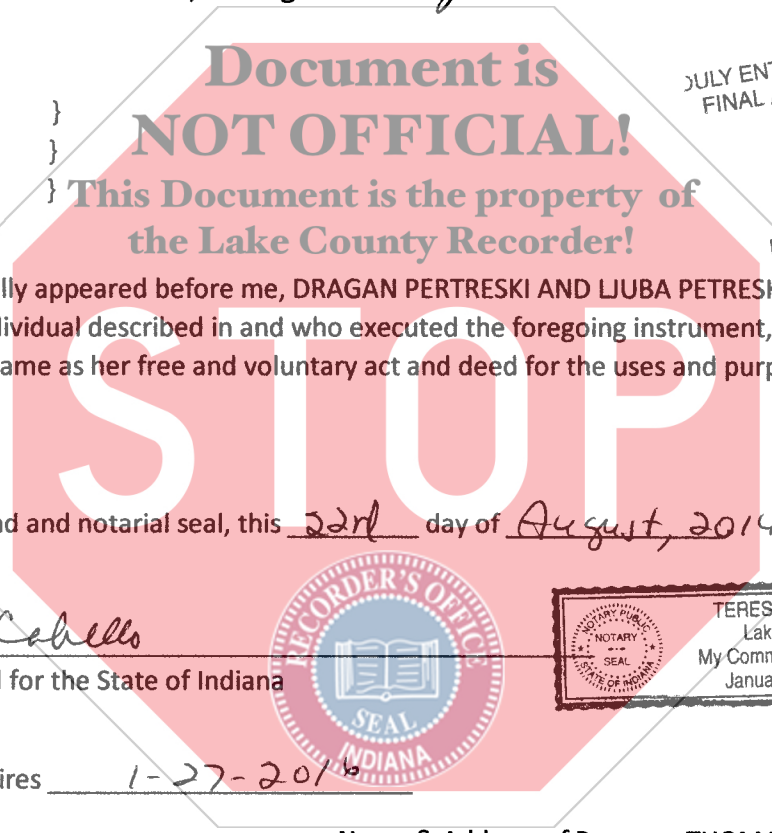 Document is
DULY ENT
FINAL
}
NOT OFFICIAL!
}
} This Document is the property of
the Lake County Recorder!
lly appeared before me, DRAGAN PERTRESKI AND LJUBA PETRESK
dividual described in and who executed the foregoing instrument,
ame as her free and voluntary act and deed for the uses and purp
STOP
nd and notarial seal, this 22nd day of August, 2014
RECORDER'S OFFICE
SEAL
INDIANA
Cabello
NOTARY PUBLIC
NOTARY
SEAL
STATE OF INDIANA
TERES
Lak
My Comm
Janua
for the State of Indiana
ires 1-27-2016